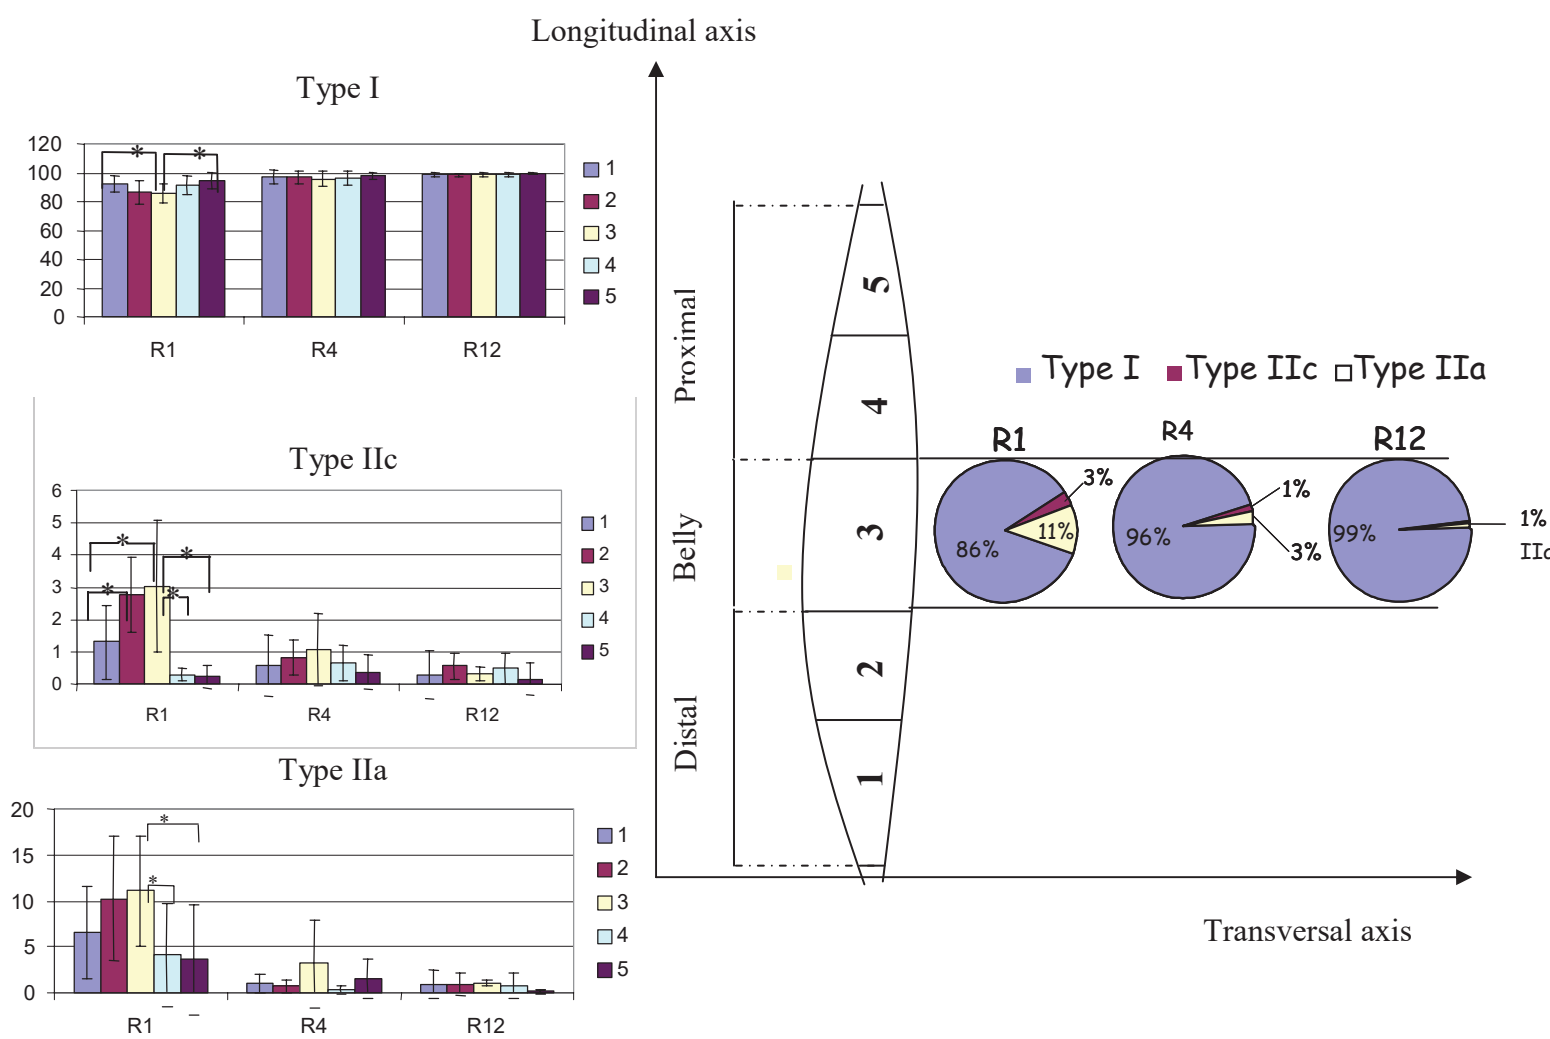 Longitudinal axis
Type I
120
100
80
60
40
20
0
* *
R1 R4 R12
1
2
3
4
5
Type IIc
6
5
4
3
2
1
0
* * * *
R1 R4 R12
1
2
3
4
5
Type IIa
20
15
10
5
0
* *
R1 R4 R12
1
2
3
4
5
Proximal
Belly
Distal
5
4
3
2
1
Type I Type IIc Type IIa
R1 R4 R12
86% 3% 11%
96% 1% 3%
99% 1%
Transversal axis